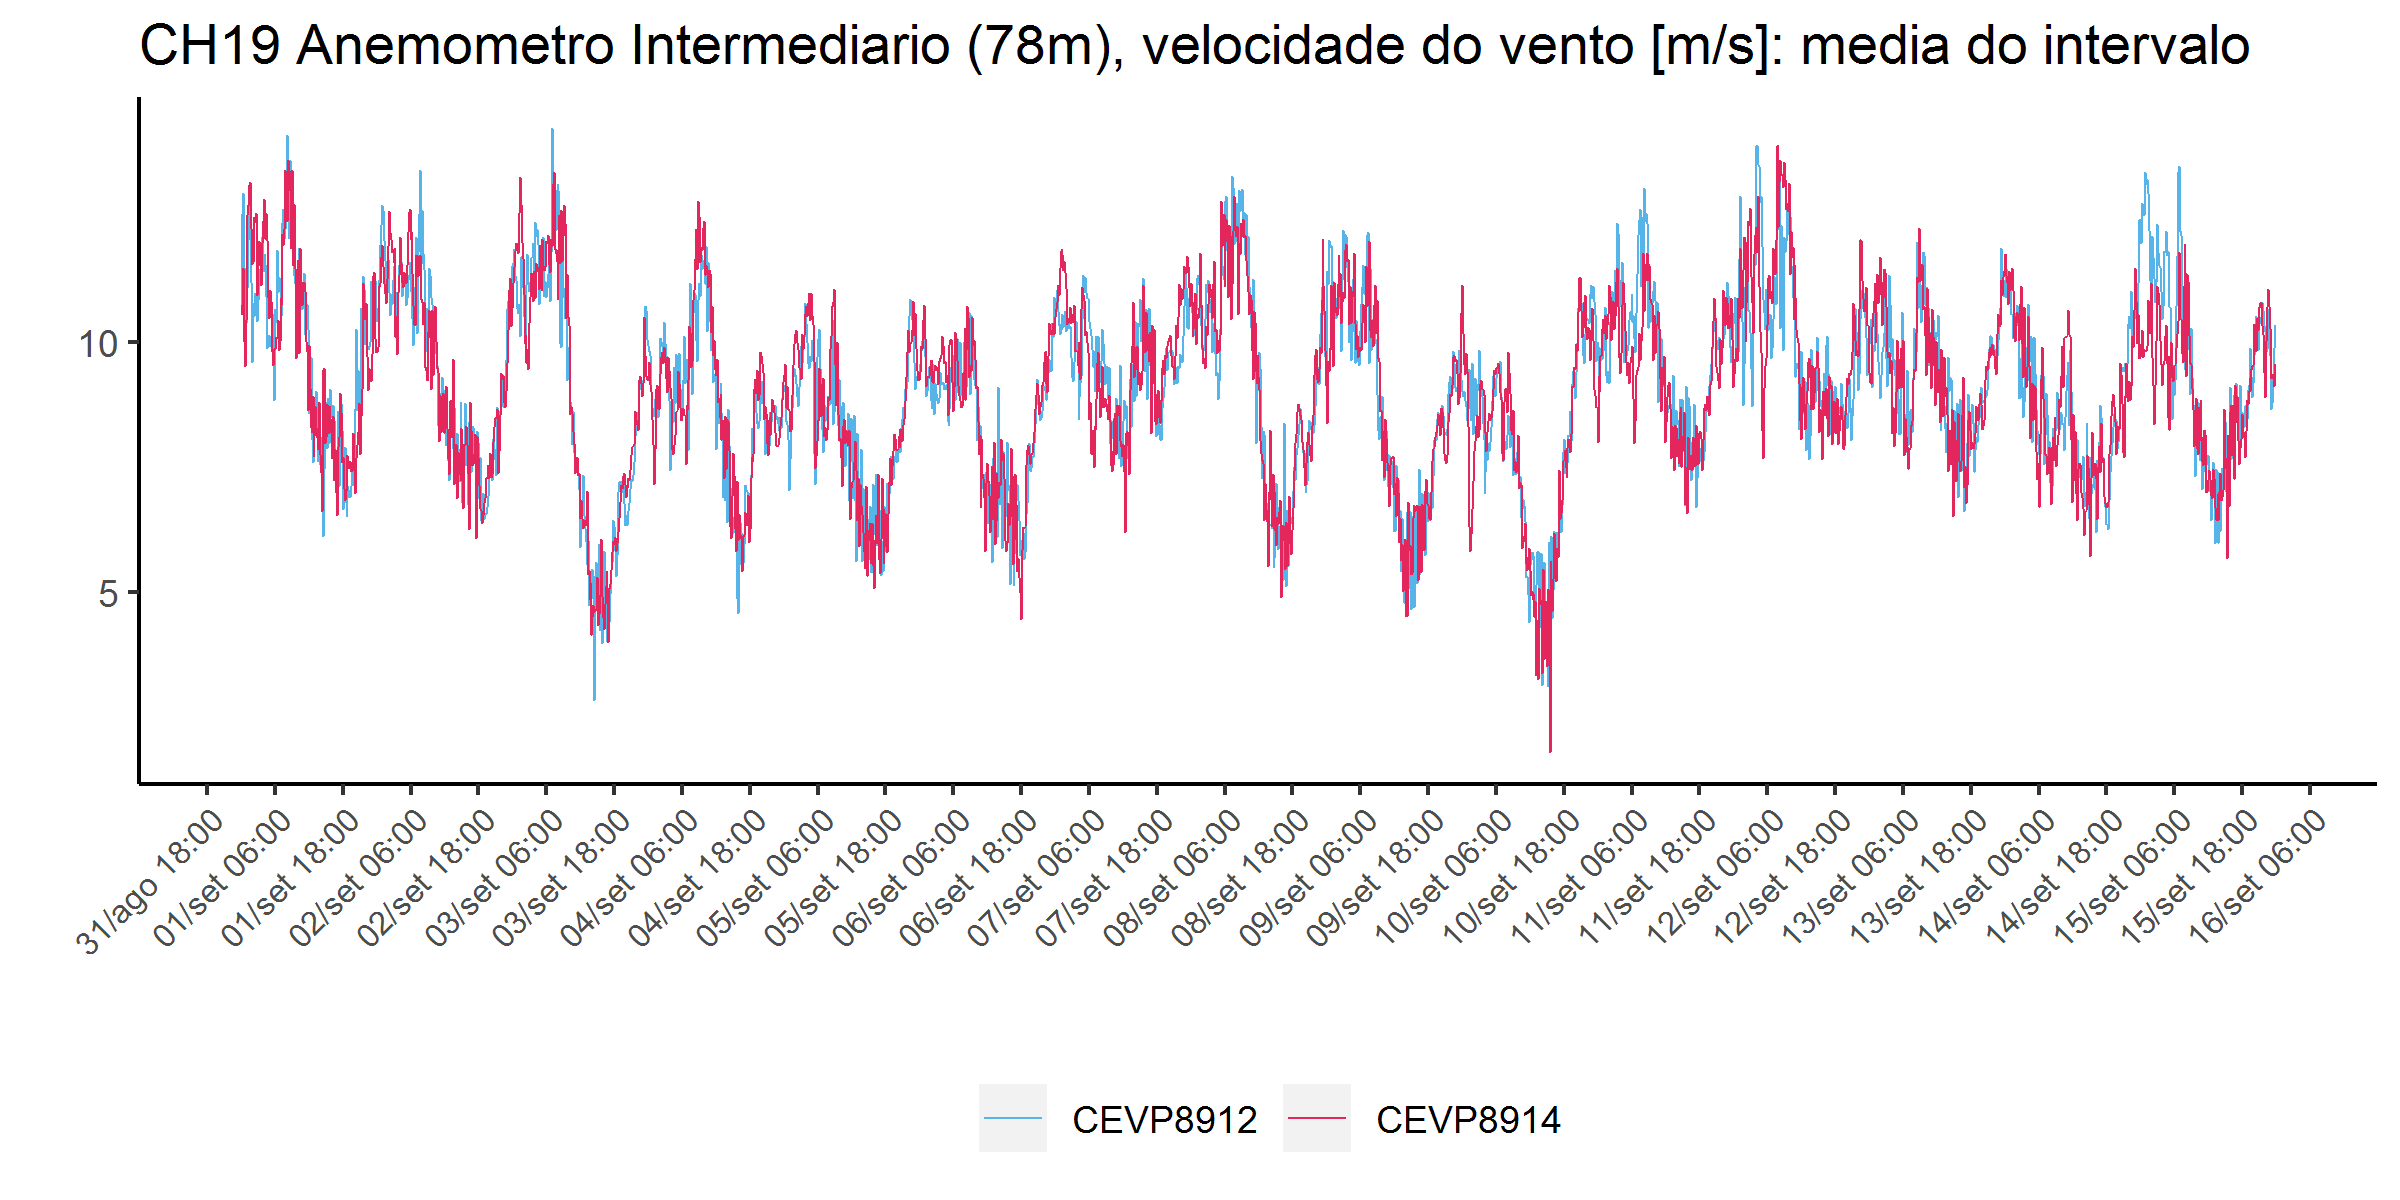 CH19 Anemometro Intermediario (78m), velocidade do vento [m/s]: media do intervalo
10
5
31/ago 18:00
01/set 06:00
01/set 18:00
02/set 06:00
02/set 18:00
03/set 06:00
03/set 18:00
04/set 06:00
04/set 18:00
05/set 06:00
05/set 18:00
06/set 06:00
06/set 18:00
07/set 06:00
07/set 18:00
08/set 06:00
08/set 18:00
09/set 06:00
09/set 18:00
10/set 06:00
10/set 18:00
11/set 06:00
11/set 18:00
12/set 06:00
12/set 18:00
13/set 06:00
13/set 18:00
14/set 06:00
14/set 18:00
15/set 06:00
15/set 18:00
16/set 06:00
CEVP8912 CEVP8914